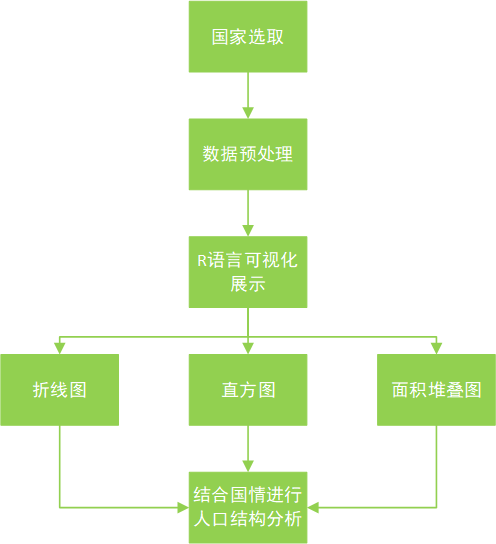 国家选取
数据预处理
R语言可视化
展示
折线图
直方图
面积堆叠图
结合国情进行
人口结构分析